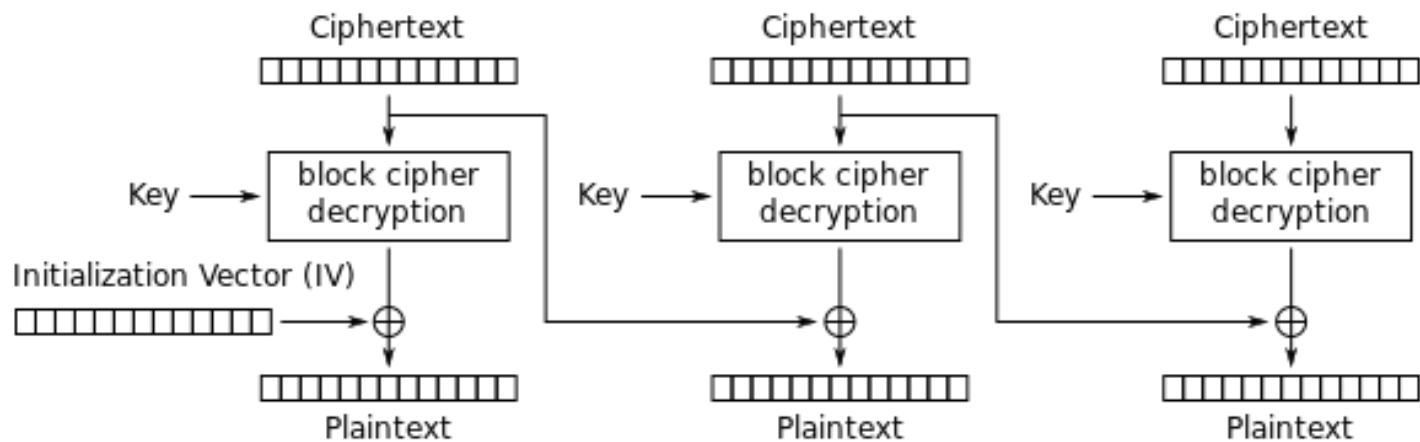 Ciphertext Ciphertext Ciphertext
Key block cipher decryption Key block cipher decryption Key block cipher decryption
Initialization Vector (IV)
Plaintext Plaintext Plaintext